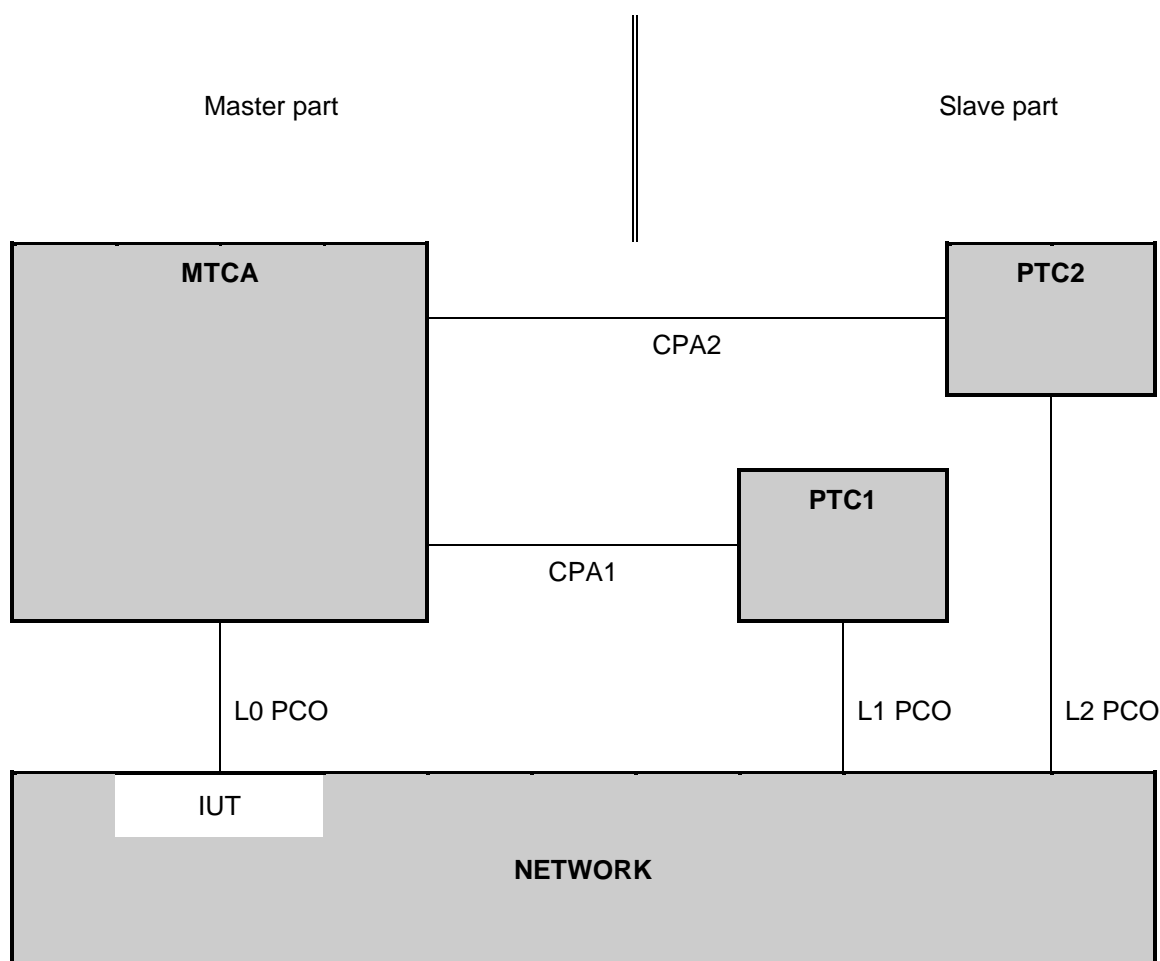 Master part
Slave part
MTCA
PTC2
CPA2
PTC1
CPA1
L0 PCO
L1 PCO
L2 PCO
IUT
NETWORK